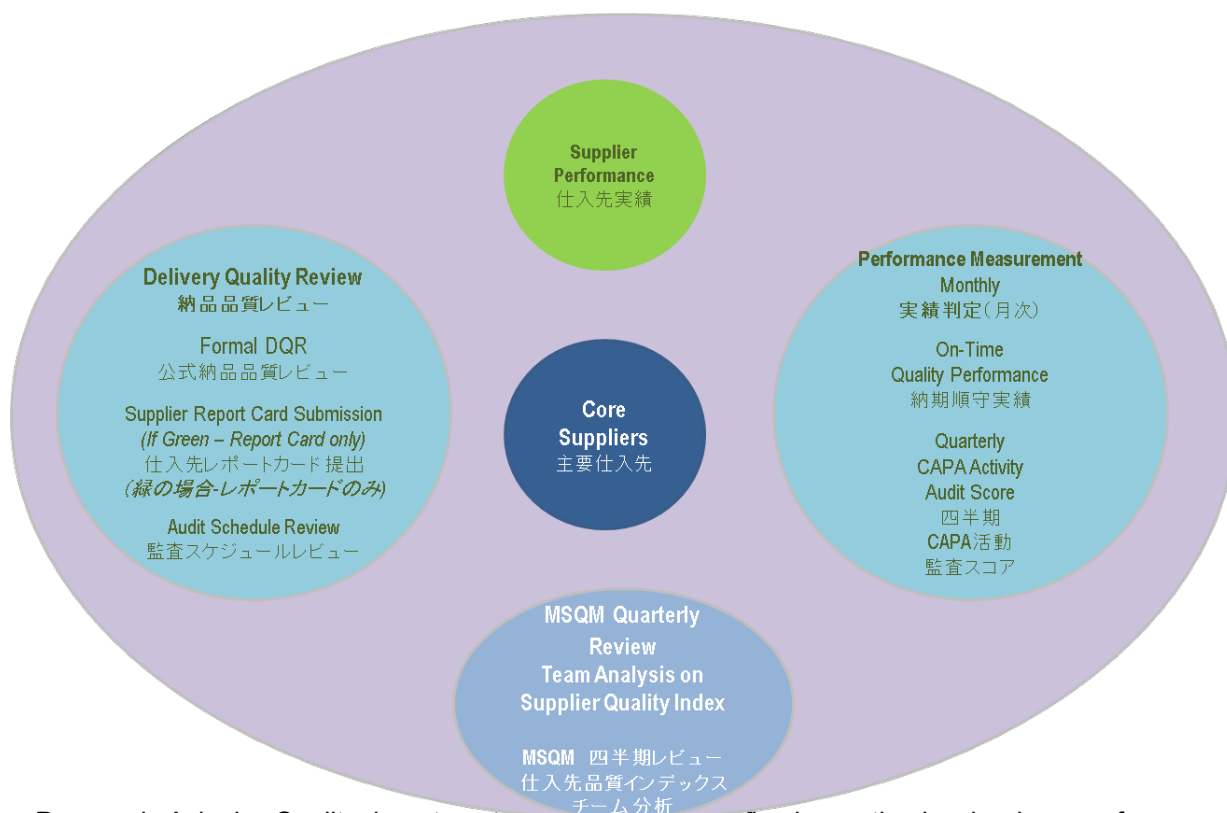 Supplier
Performance
仕入先実績
Delivery Quality Review
納品品質レビュー
Formal DQR
公式納品品質レビュー
Supplier Report Card Submission
(If Green – Report Card only)
仕入先レポートカード提出
(緑の場合-レポートカードのみ)
Audit Schedule Review
監査スケジュールレビュー
Core
Suppliers
主要仕入先
Performance Measurement
Monthly
実績判定(月次)
On-Time
Quality Performance
納期順守実績
Quarterly
CAPA Activity
Audit Score
四半期
CAPA活動
監査スコア
MSQM Quarterly
Review
Team Analysis on
Supplier Quality Index
MSQM 四半期レビュー
仕入先品質インデックス
チーム分析